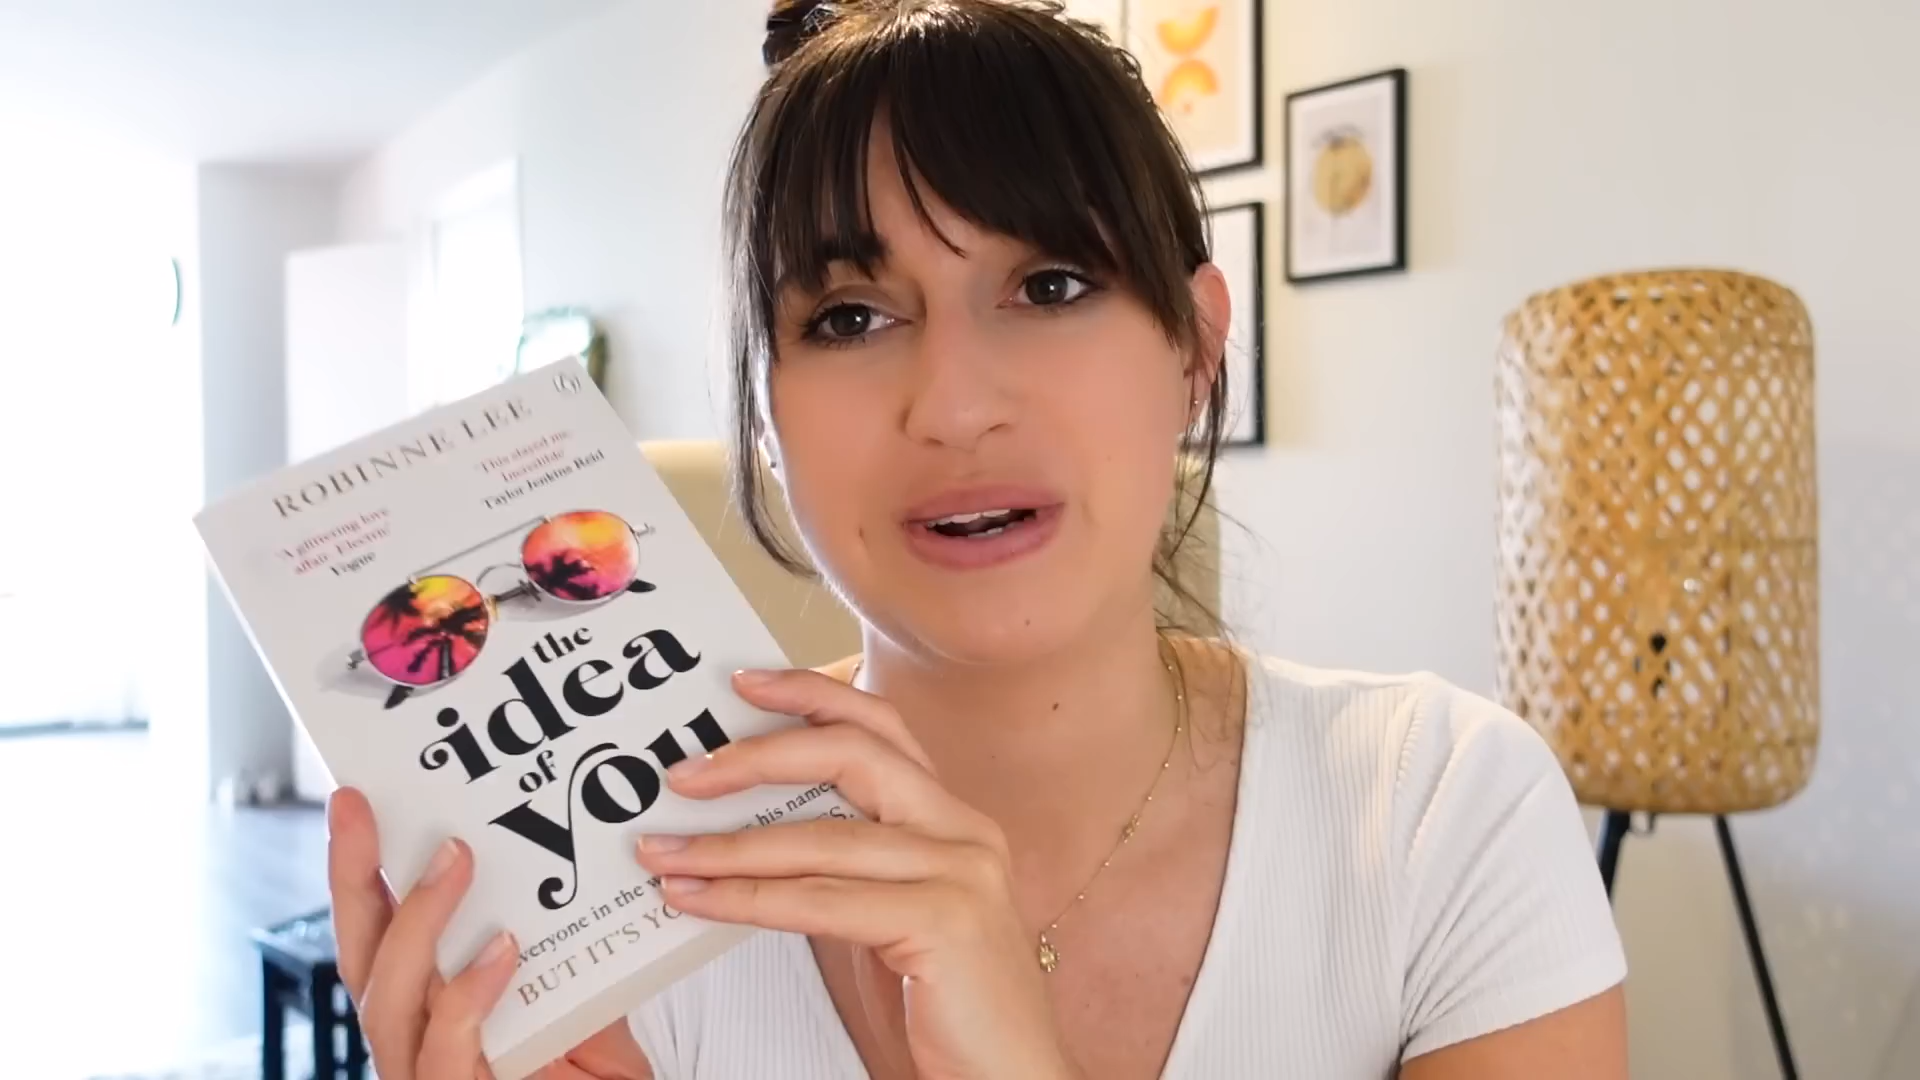 ROBINNE LEE
"This slayed me.
Incredible"
Taylor Jenkins Reid
"A glittering love
affair. Electric"
Vogue
the
idea
of
you
everyone in the
his name.
BUT IT'S